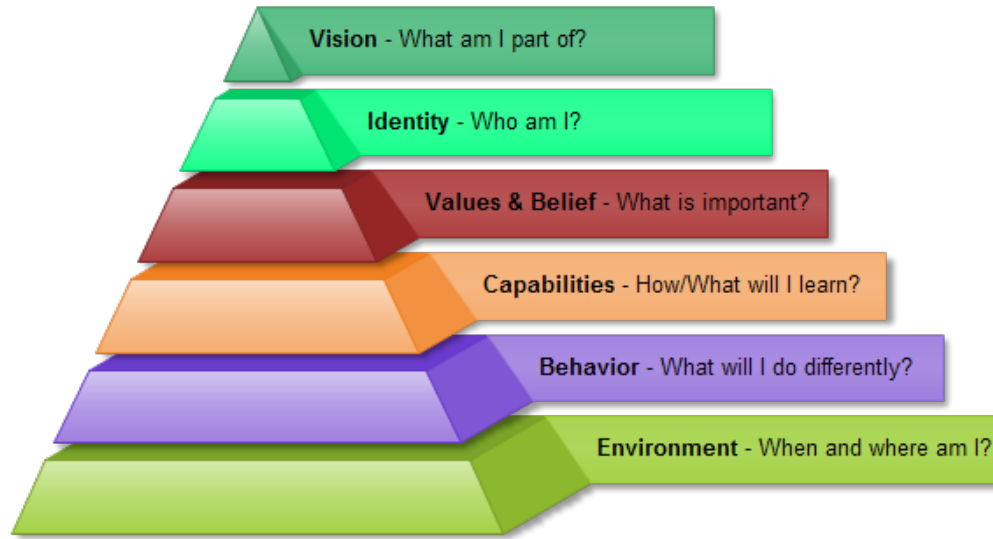 Vision - What am I part of?
Identity - Who am I?
Values & Belief - What is important?
Capabilities - How/What will I learn?
Behavior - What will I do differently?
Environment - When and where am I?